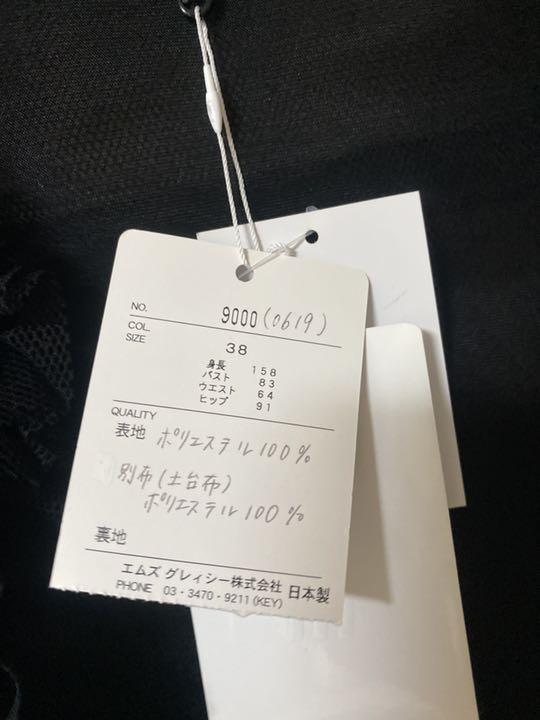 NO. 9000(0619)
COL.
SIZE 38
身長 158
バスト 83
ウエスト 64
ヒップ 91
QUALITY
表地 ポリエステル100%
別布(土台布)
ポリエステル100%
裏地
エムズ グレィシー株式会社 日本製
PHONE 03・3470・9211(KEY)